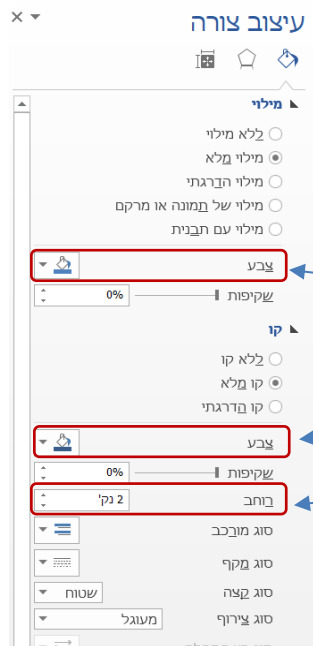 עיצוב צורה
מילוי
ללא מילוי
מילוי מלא
מילוי הדרגתי
מילוי של תמונה או מרקם
מילוי עם תבנית
צבע
שקיפות 0%
קו
ללא קו
קו מלא
קו הדרגתי
צבע
שקיפות 0%
רוחב 2 נק'
סוג מורכב
סוג מקף
סוג קצה שטוח
סוג צירוף מעוגל